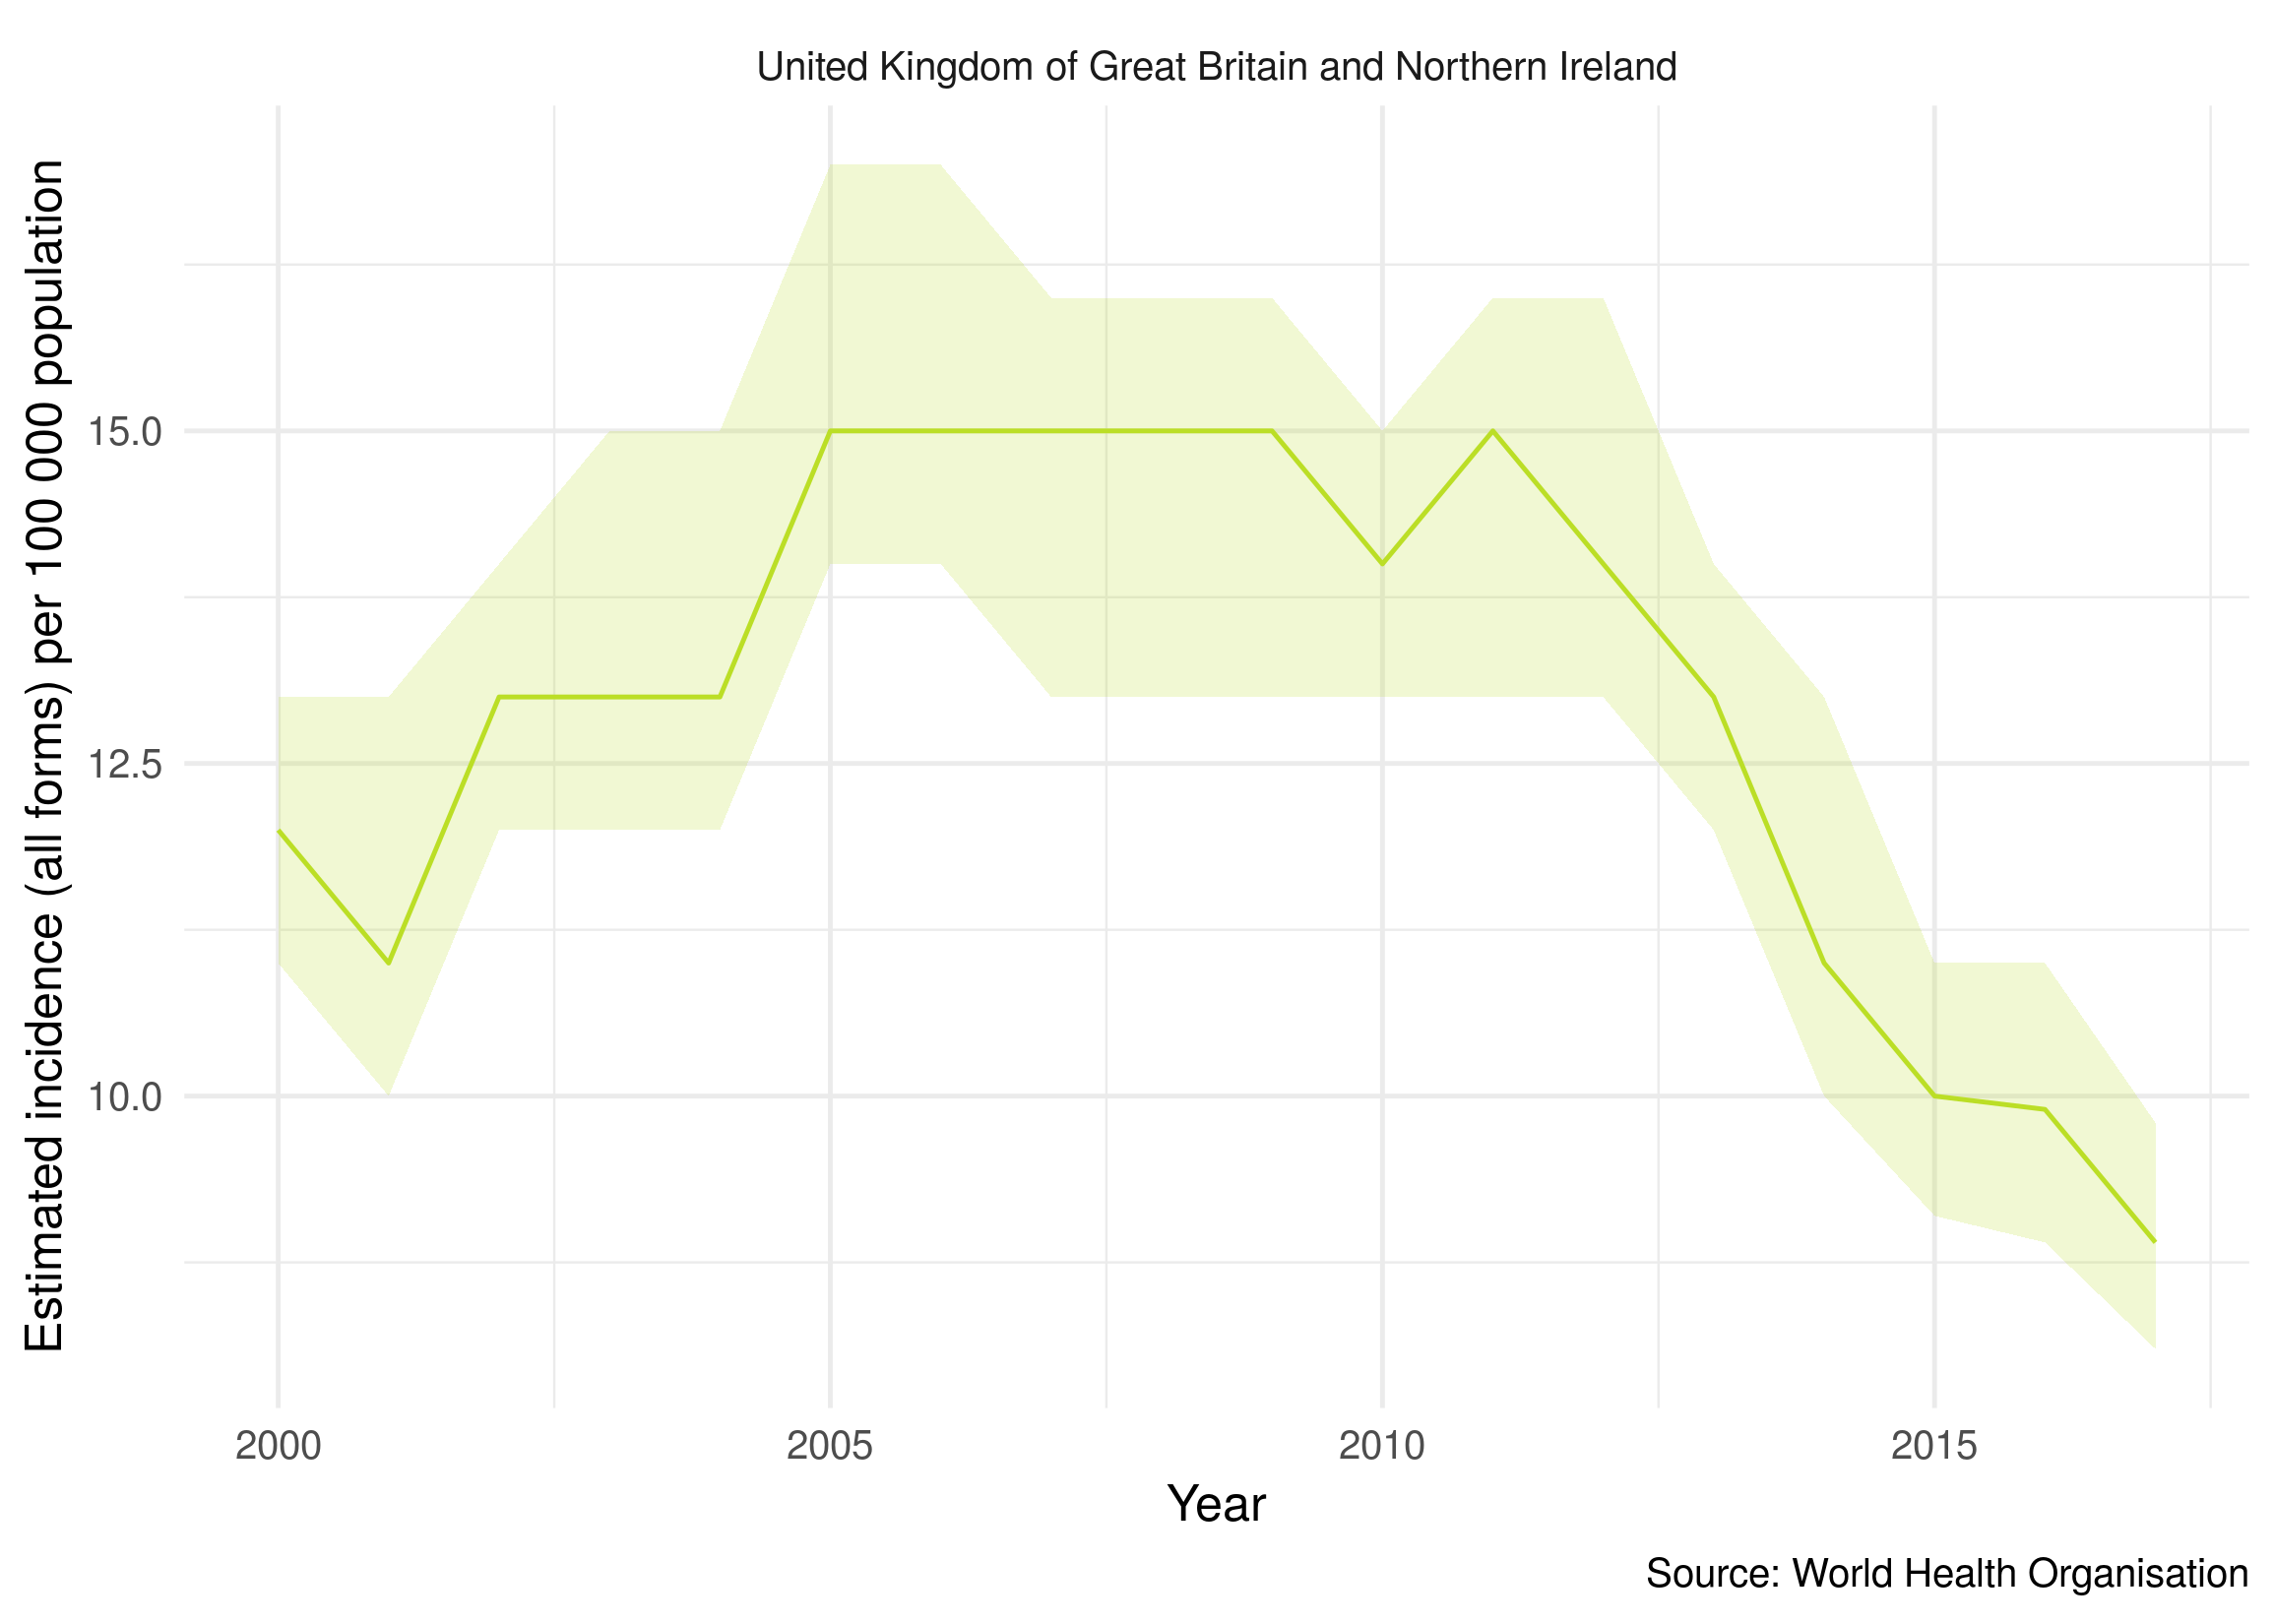 United Kingdom of Great Britain and Northern Ireland
Estimated incidence (all forms) per 100 000 population
15.0
12.5
10.0
2000
2005
2010
2015
Year
Source: World Health Organisation